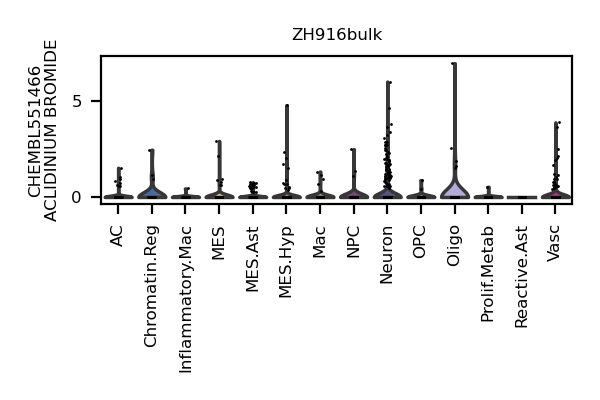 ZH916bulk
CHEMBL551466
ACLIDINIUM BROMIDE
5
0
AC
Chromatin.Reg
Inflammatory.Mac
MES
MES.Ast
MES.Hyp
Mac
NPC
Neuron
OPC
Oligo
Prolif.Metab
Reactive.Ast
Vasc